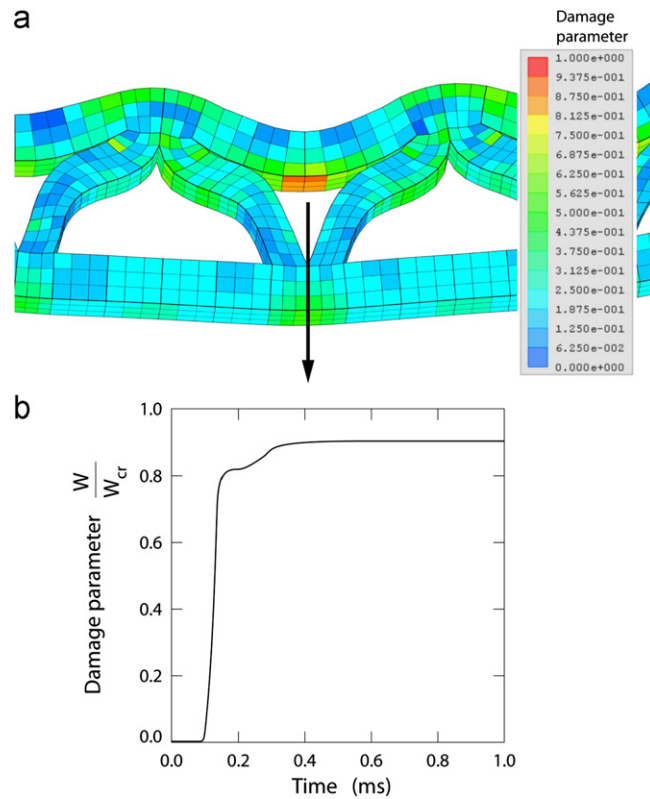 a
Damage
parameter
1.000e+000
9.375e-001
8.750e-001
8.125e-001
7.500e-001
6.875e-001
6.250e-001
5.625e-001
5.000e-001
4.375e-001
3.750e-001
3.125e-001
2.500e-001
1.875e-001
1.250e-001
6.250e-002
0.000e+000
b
Damage parameter W/Wcr
1.0
0.8
0.6
0.4
0.2
0.0
0.0 0.2 0.4 0.6 0.8 1.0
Time (ms)